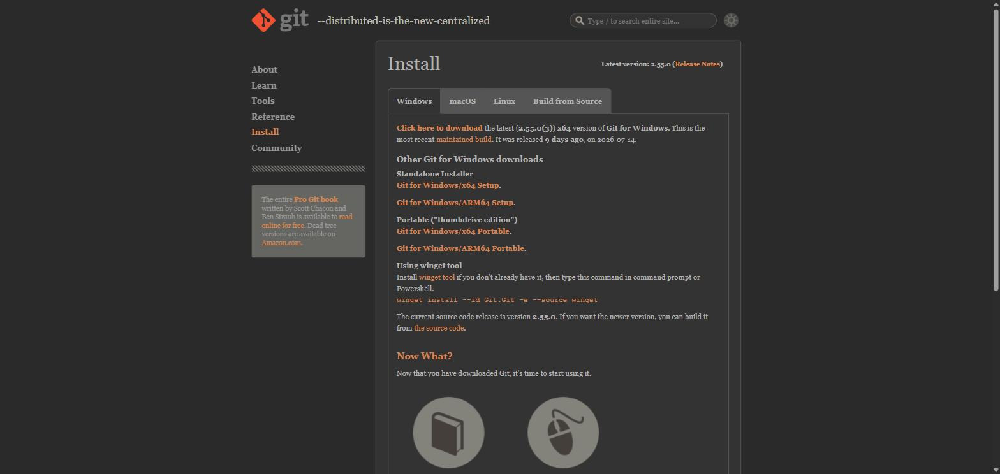 git --distributed-is-the-new-centralized
Type / to search entire site...
About
Learn
Tools
Reference
Install
Community
The entire Pro Git book
written by Scott Chacon and
Ben Straub is available to read
online for free. Dead tree
versions are available on
Amazon.com.
Install
Latest version: 2.55.0 (Release Notes)
Windows macOS Linux Build from Source
Click here to download the latest (2.55.0(3)) x64 version of Git for Windows. This is the
most recent maintained build. It was released 9 days ago, on 2026-07-14.
Other Git for Windows downloads
Standalone Installer
Git for Windows/x64 Setup.
Git for Windows/ARM64 Setup.
Portable ("thumbdrive edition")
Git for Windows/x64 Portable.
Git for Windows/ARM64 Portable.
Using winget tool
Install winget tool if you don't already have it, then type this command in command prompt or
Powershell.
winget install --id Git.Git -e --source winget
The current source code release is version 2.55.0. If you want the newer version, you can build it
from the source code.
Now What?
Now that you have downloaded Git, it's time to start using it.